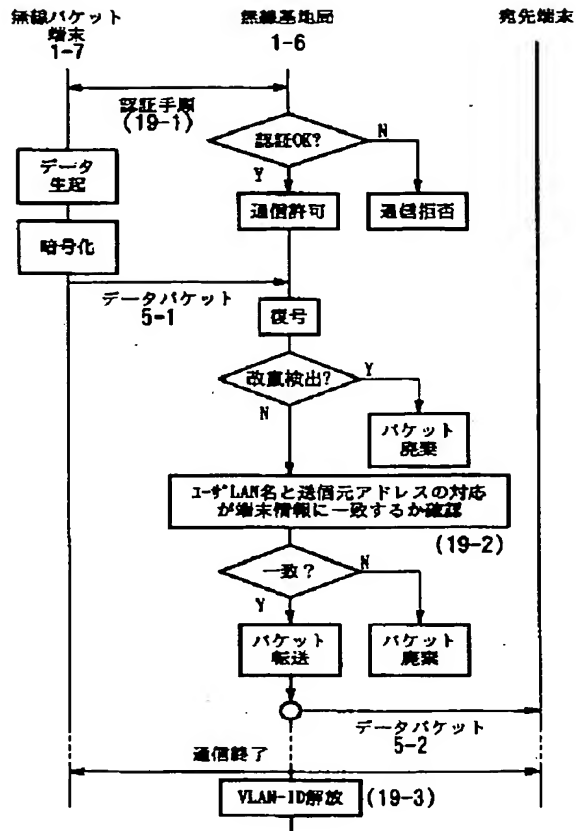 無線パケット
端末
1-7
無線基地局
1-6
宛先端末
認証手順
(19-1)
認証OK?
N
Y
データ
生起
通信許可
通信拒否
暗号化
データパケット
5-1
復号
改竄検出?
Y
N
パケット
廃棄
ユーザLAN名と送信元アドレスの対応
が端末情報に一致するか確認
(19-2)
一致?
N
Y
パケット
転送
パケット
廃棄
データパケット
5-2
通信終了
VLAN-ID解放
(19-3)